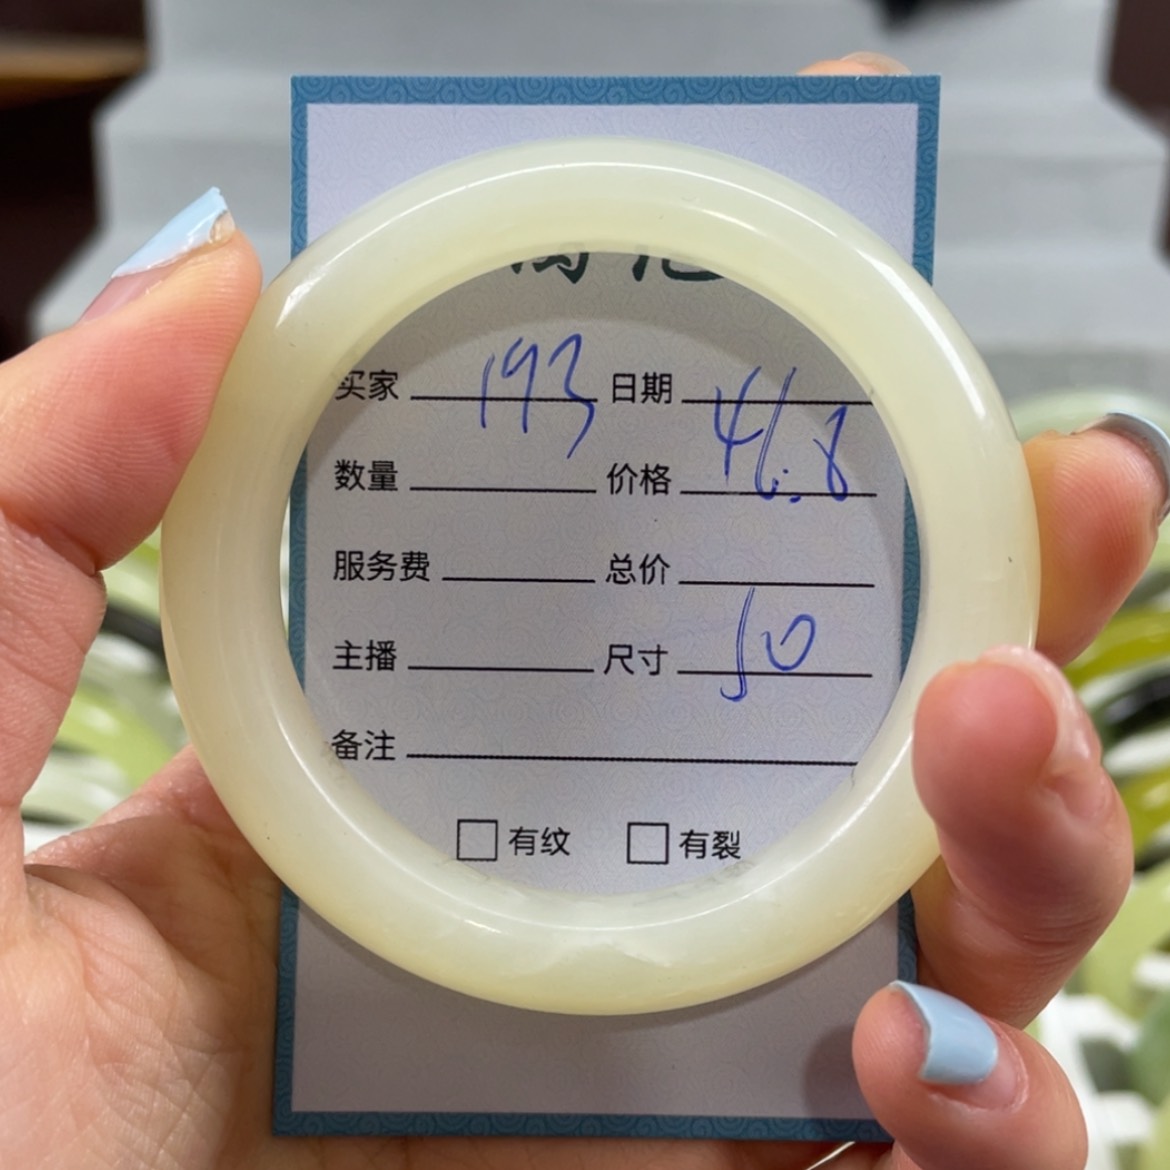 买家 193 日期
数量 价格 41.8
服务费 总价
主播 尺寸 50
备注
有纹 有裂